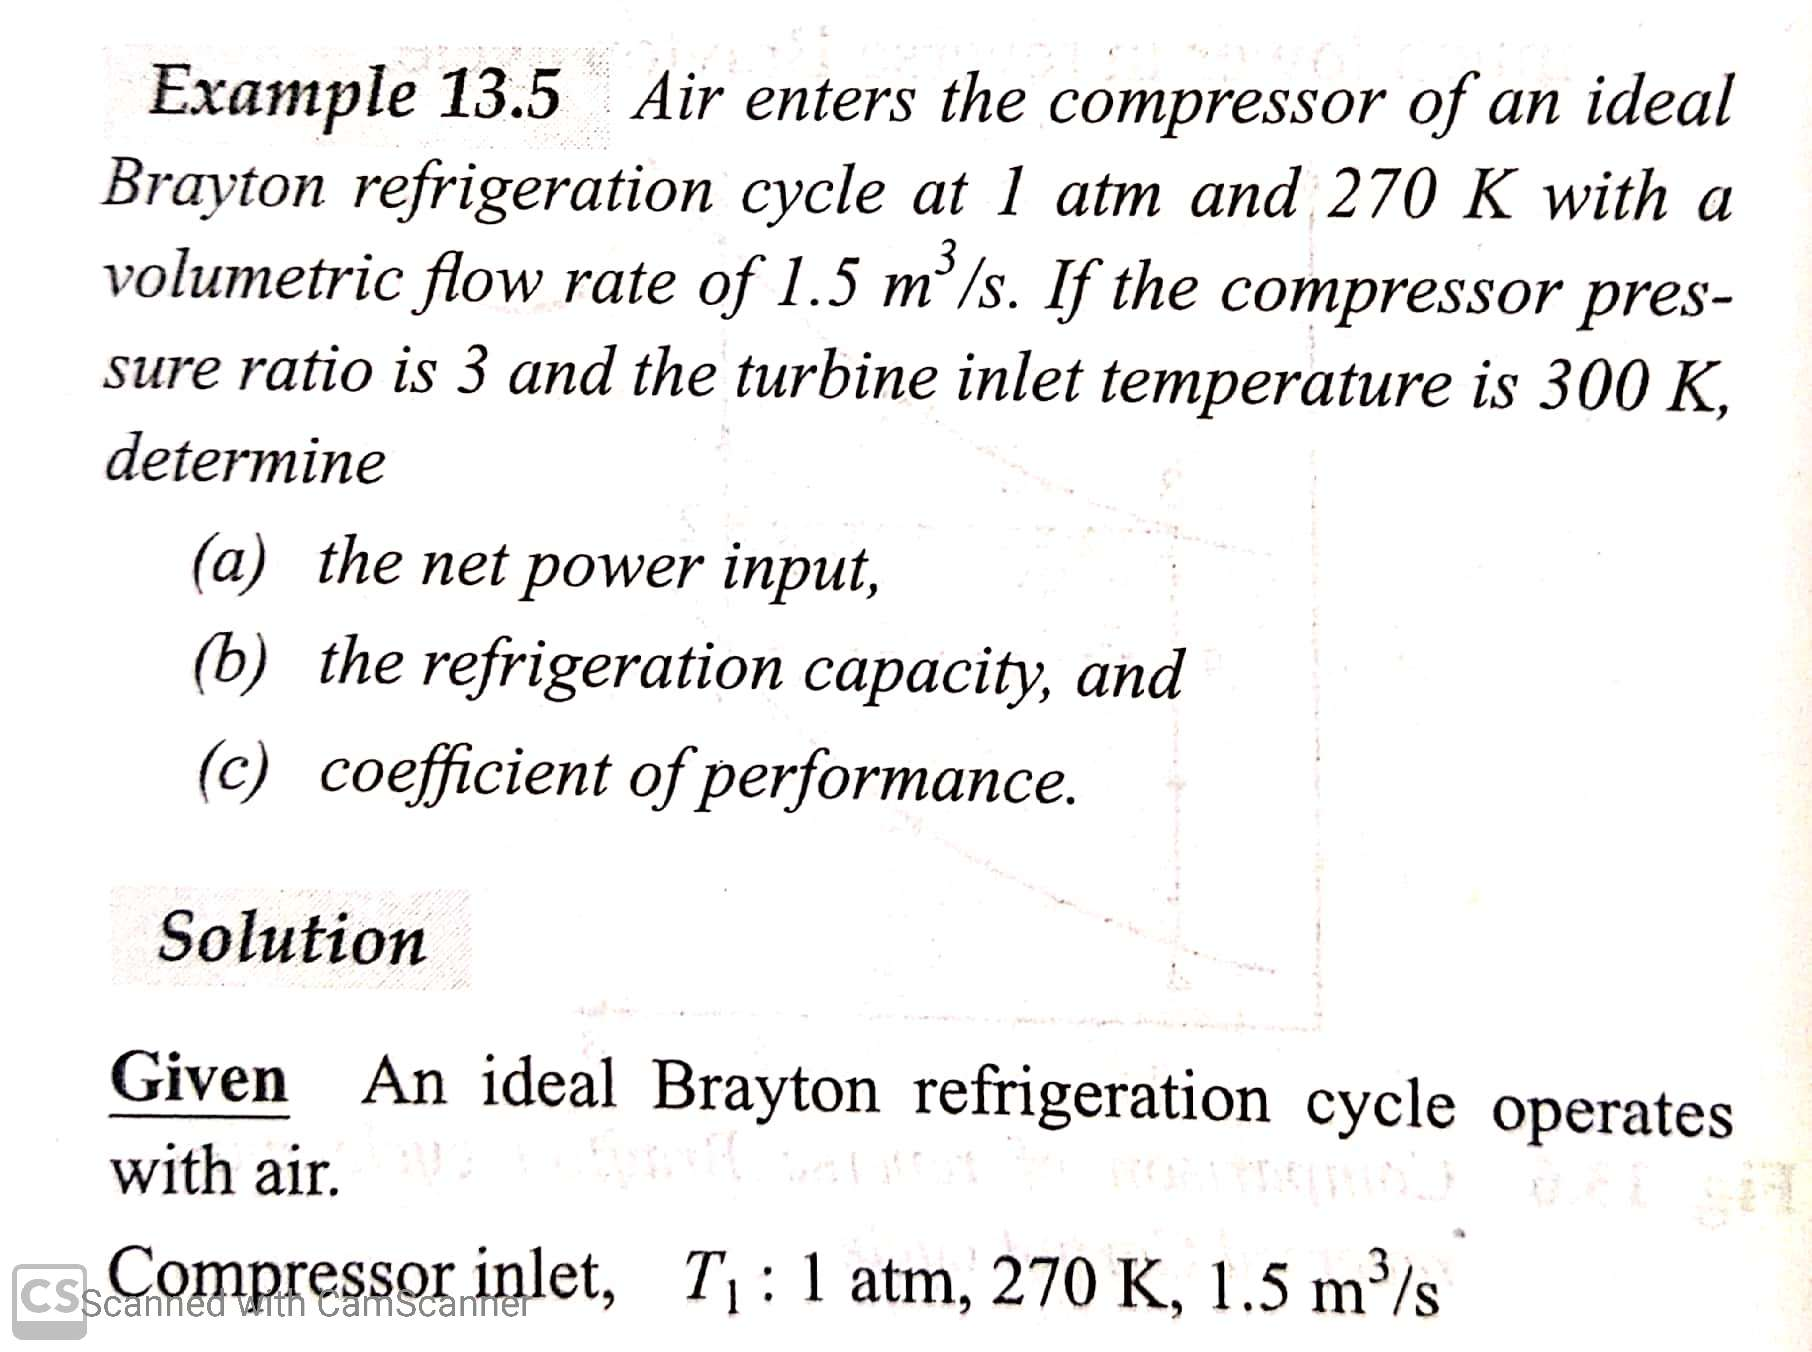 Example 13.5 Air enters the compressor of an ideal
Brayton refrigeration cycle at 1 atm and 270 K with a
volumetric flow rate of 1.5 m³/s. If the compressor pres-
sure ratio is 3 and the turbine inlet temperature is 300 K,
determine
(a) the net power input,
(b) the refrigeration capacity, and
(c) coefficient of performance.
Solution
Given An ideal Brayton refrigeration cycle operates
with air.
Compressor inlet, T₁ : 1 atm, 270 K, 1.5 m³/s
CS Scanned with CamScanner